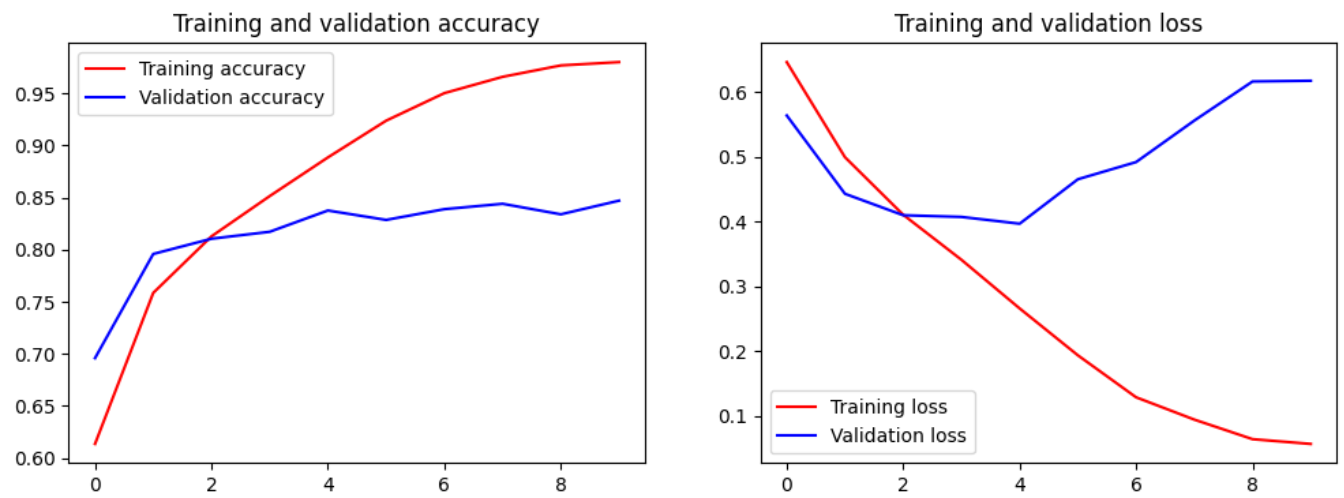 Training and validation accuracy
Training accuracy
Validation accuracy
0.95
0.90
0.85
0.80
0.75
0.70
0.65
0.60
0 2 4 6 8
Training and validation loss
0.6
0.5
0.4
0.3
0.2
0.1
Training loss
Validation loss
0 2 4 6 8